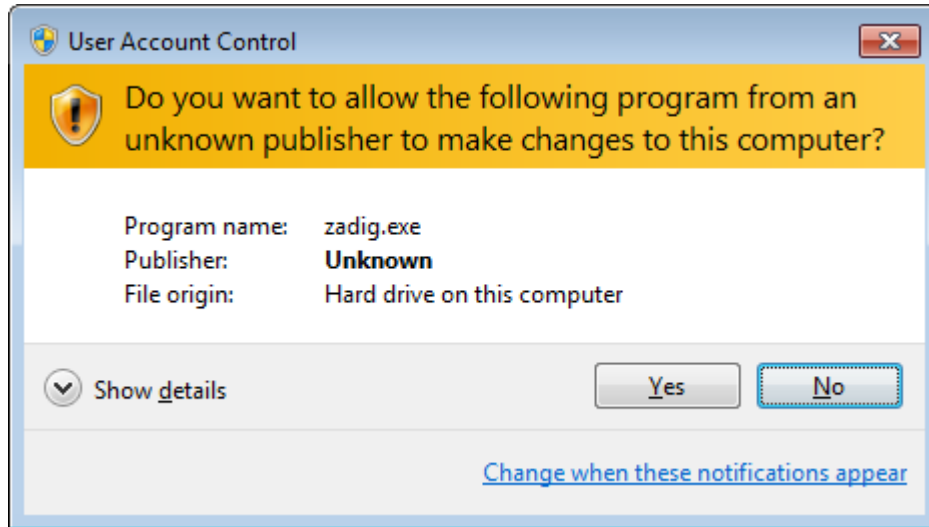 User Account Control
Do you want to allow the following program from an
unknown publisher to make changes to this computer?
Program name: zadig.exe
Publisher: Unknown
File origin: Hard drive on this computer
Show details
Yes
No
Change when these notifications appear